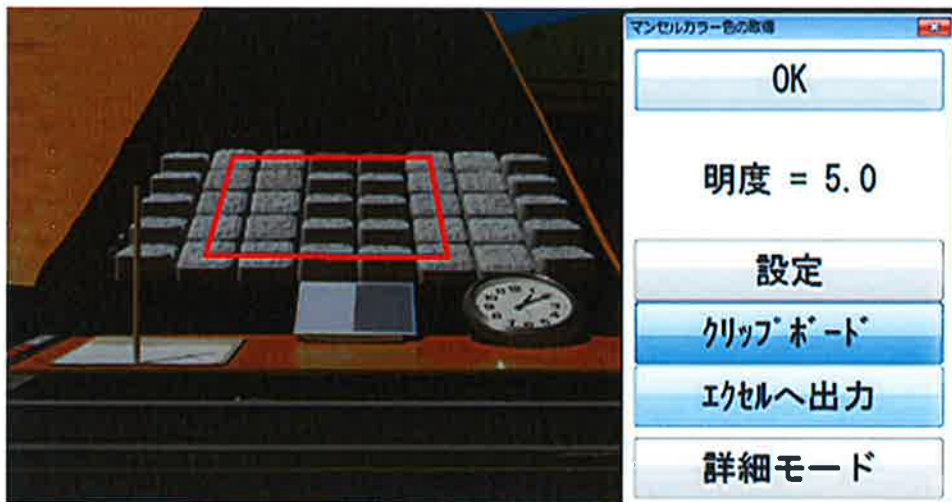 マンセルカラー色の取得
OK
明度 = 5.0
設定
ｸﾘｯﾌﾟﾎﾞｰﾄﾞ
ｴｸｾﾙへ出力
詳細モード